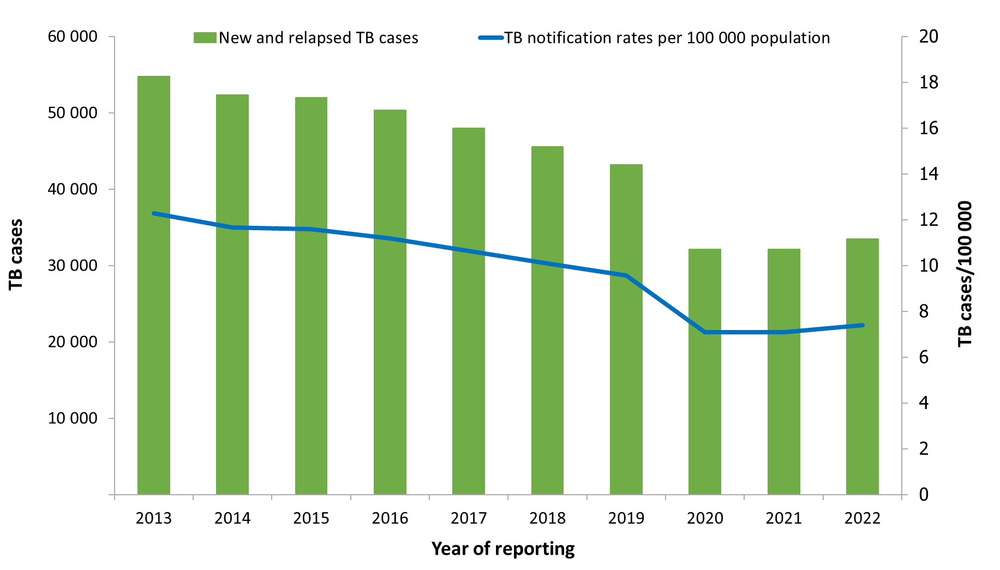 New and relapsed TB cases
TB notification rates per 100 000 population
60 000
50 000
40 000
30 000
20 000
10 000
TB cases
20
18
16
14
12
10
8
6
4
2
0
TB cases/100 000
2013 2014 2015 2016 2017 2018 2019 2020 2021 2022
Year of reporting